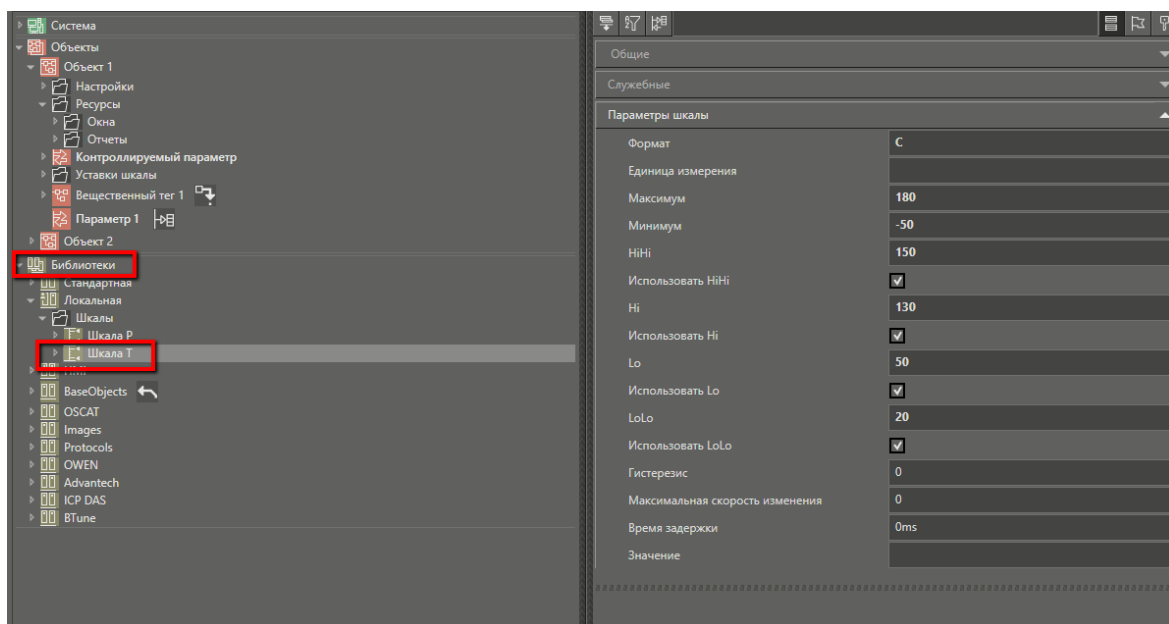 Система
Объекты
Объект 1
Настройки
Ресурсы
Окна
Отчеты
Контроллируемый параметр
Уставки шкалы
Вещественный тег 1
Параметр 1
Объект 2
Библиотеки
Стандартная
Локальная
Шкалы
Шкала P
Шкала T
HMI
BaseObjects
OSCAT
Images
Protocols
OWEN
Advantech
ICP DAS
BTune
Общие
Служебные
Параметры шкалы
Формат C
Единица измерения
Максимум 180
Минимум -50
HiHi 150
Использовать HiHi
Hi 130
Использовать Hi
Lo 50
Использовать Lo
LoLo 20
Использовать LoLo
Гистерезис 0
Максимальная скорость изменения 0
Время задержки 0ms
Значение